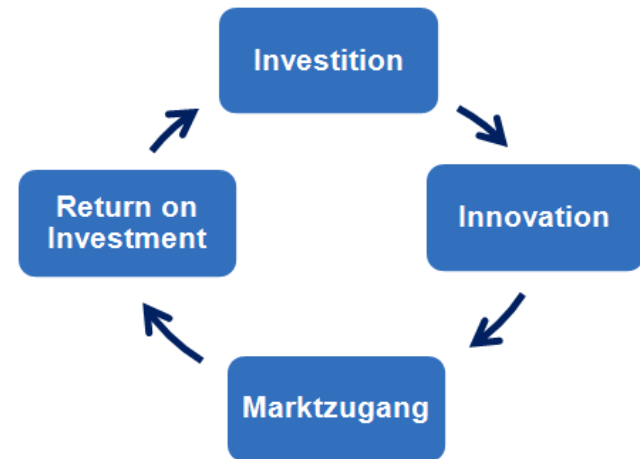 Investition
Innovation
Marktzugang
Return on
Investment